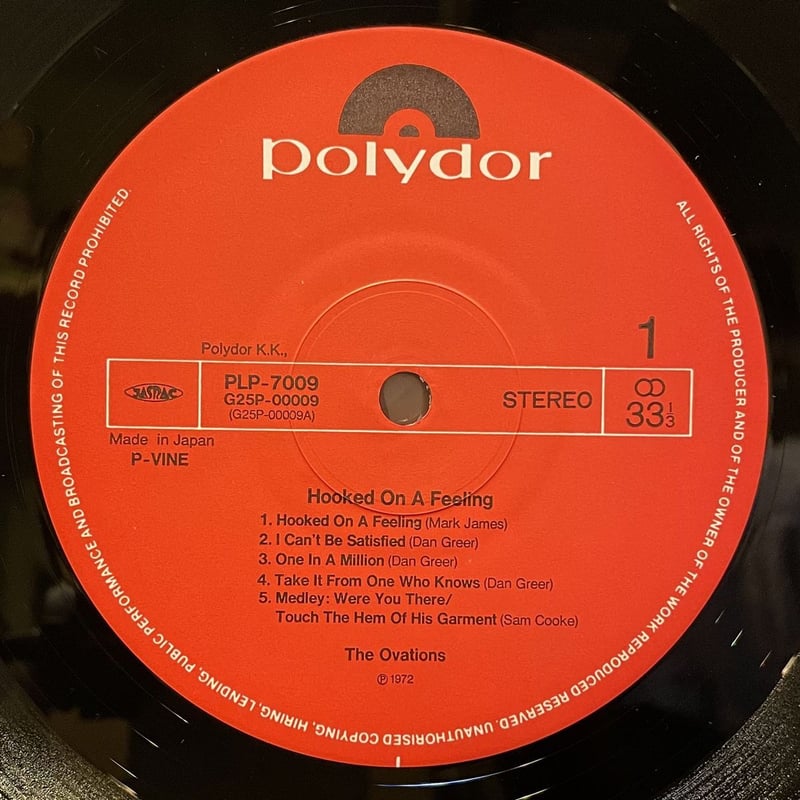 polydor
ALL RIGHTS OF THE PRODUCER AND OF THE OWNER OF THE WORK REPRODUCED RESERVED. UNAUTHORISED COPYING, HIRING, LENDING, PUBLIC PERFORMANCE AND BROADCASTING OF THIS RECORD PROHIBITED.
1
Polydor K.K.,
JASRAC
PLP-7009
G25P-00009
(G25P-00009A)
STEREO
33 1/3
Made in Japan
P-VINE
Hooked On A Feeling
1. Hooked On A Feeling (Mark James)
2. I Can't Be Satisfied (Dan Greer)
3. One In A Million (Dan Greer)
4. Take It From One Who Knows (Dan Greer)
5. Medley: Were You There/
Touch The Hem Of His Garment (Sam Cooke)
The Ovations
℗ 1972